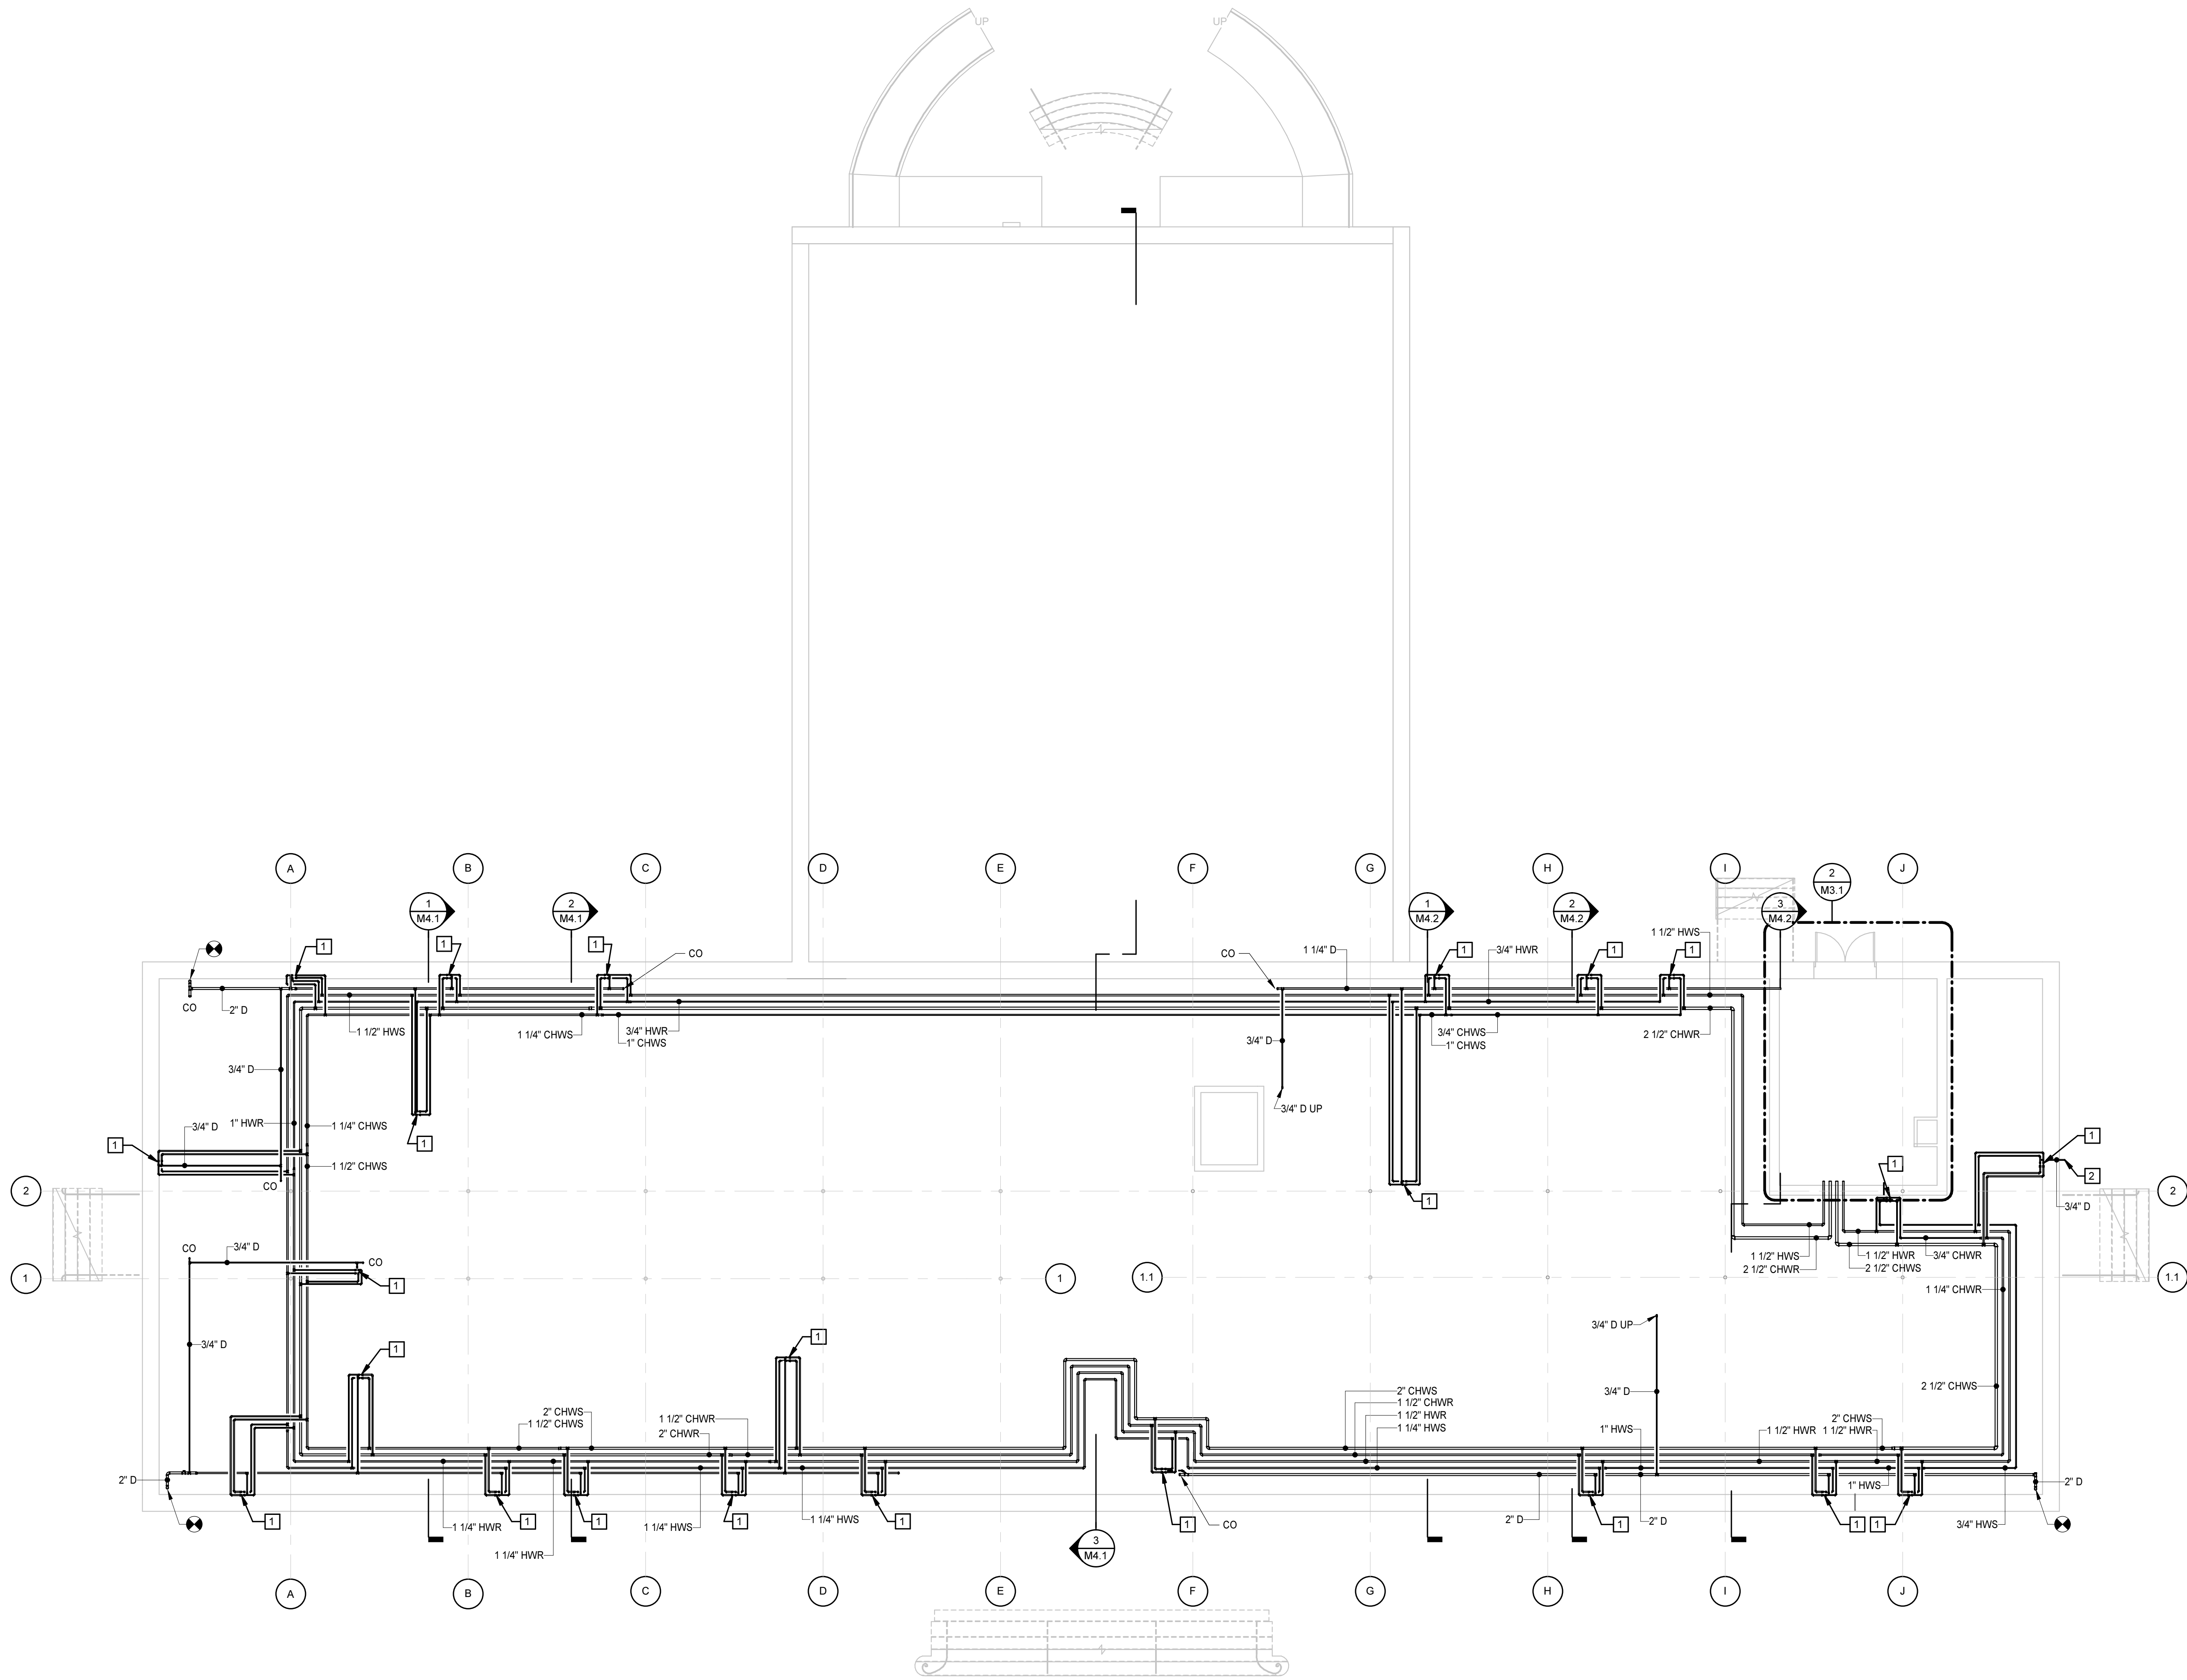 UP
UP
A
B
C
D
E
F
G
H
I
J
1
M4.1
2
M4.1
1
M4.2
2
M4.2
3
M4.2
2
M3.1
1
1
1
CO
CO
1 1/4" D
1
3/4" HWR
1
1
1 1/2" HWS
CO
2" D
1 1/2" HWS
1 1/4" CHWS
3/4" HWR
1" CHWS
3/4" D
3/4" CHWS
1" CHWS
2 1/2" CHWR
3/4" D
3/4" D UP
3/4" D
1" HWR
1 1/4" CHWS
1
1
1
1 1/2" CHWS
1
1
2
CO
2
1
2
3/4" D
CO
3/4" D
CO
1
1
1
1.1
1.1
1 1/2" HWS
2 1/2" CHWR
1 1/2" HWR
2 1/2" CHWS
3/4" CHWR
1 1/4" CHWR
3/4" D
1
1
3/4" D UP
3/4" D
2 1/2" CHWS
2" CHWS
1 1/2" CHWS
1 1/2" CHWR
2" CHWR
2" CHWS
1 1/2" CHWR
1 1/2" HWR
1 1/4" HWS
1" HWS
1 1/2" HWR
2" CHWS
1 1/2" HWR
2" D
1
1 1/4" HWR
1
1
1 1/4" HWS
1
1 1/4" HWS
1
1
CO
2" D
1
2" D
1" HWS
1
1
3/4" HWS
2" D
1 1/4" HWR
3
M4.1
A
B
C
D
E
F
G
H
I
J